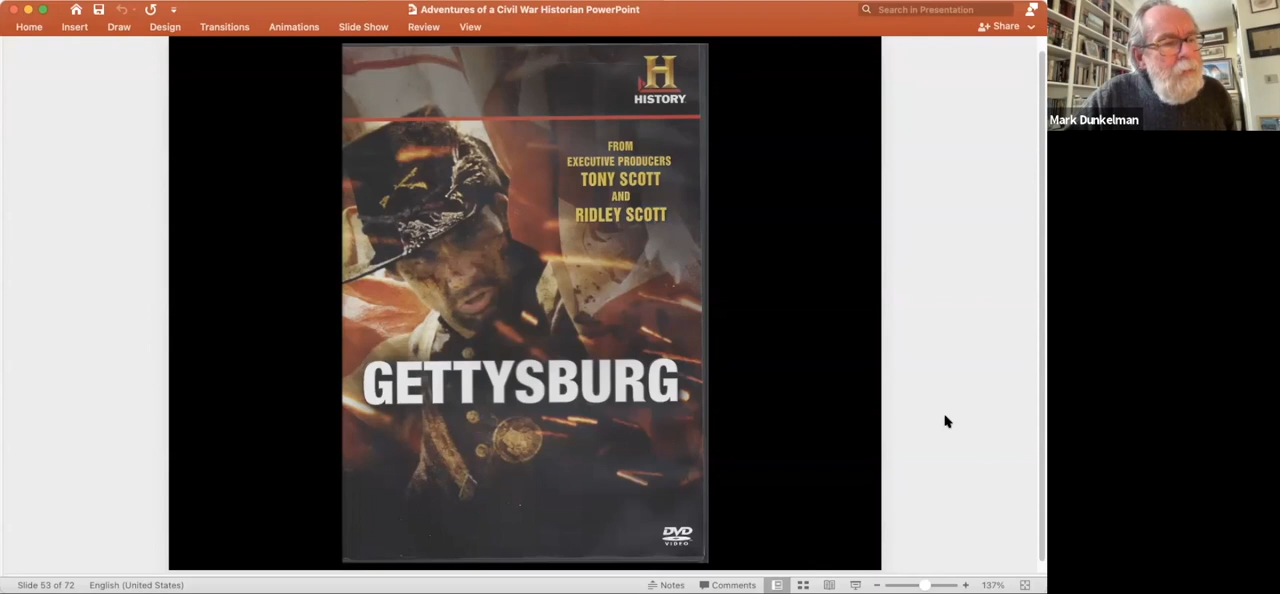 Adventures of a Civil War Historian PowerPoint
Search in Presentation
Home
Insert
Draw
Design
Transitions
Animations
Slide Show
Review
View
Share
H
HISTORY
FROM
EXECUTIVE PRODUCERS
TONY SCOTT
AND
RIDLEY SCOTT
GETTYSBURG
DVD
VIDEO
Mark Dunkelman
Slide 53 of 72
English (United States)
Notes
Comments
137%